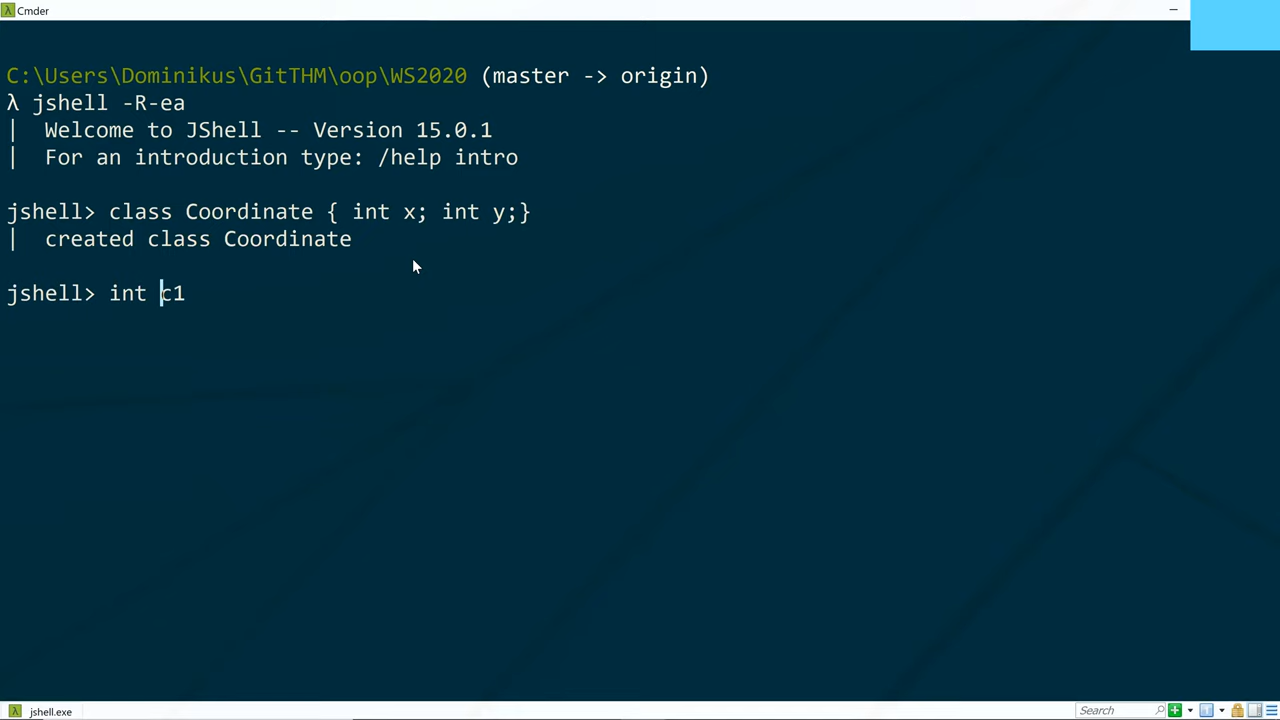 Cmder
C:\Users\Dominikus\GitTHM\oop\WS2020 (master -> origin)
λ jshell -R-ea
|  Welcome to JShell -- Version 15.0.1
|  For an introduction type: /help intro
jshell> class Coordinate { int x; int y;}
|  created class Coordinate
jshell> int c1
jshell.exe
Search